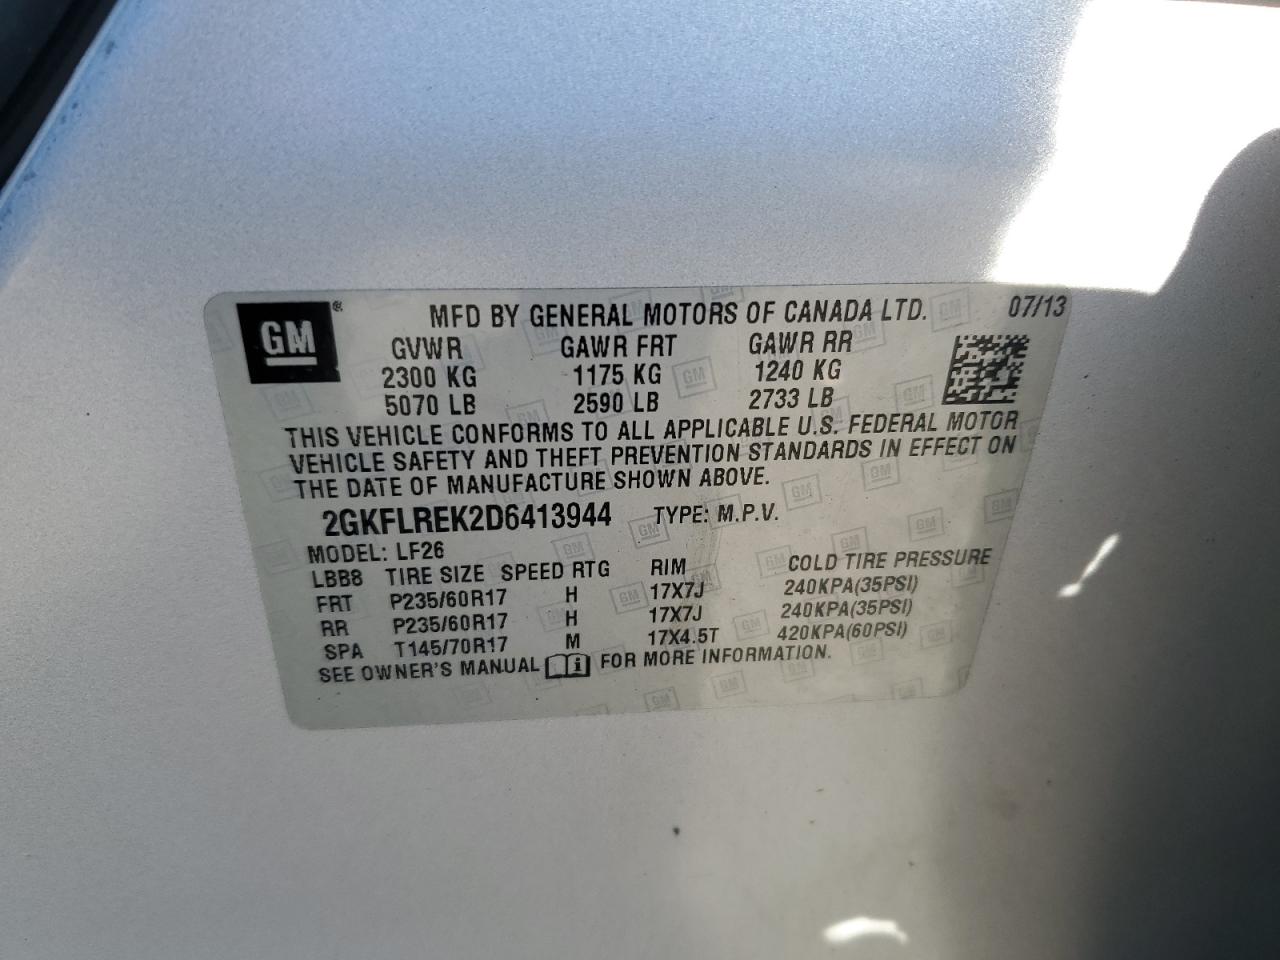 GM®
MFD BY GENERAL MOTORS OF CANADA LTD. 07/13
GVWR GAWR FRT GAWR RR
2300 KG 1175 KG 1240 KG
5070 LB 2590 LB 2733 LB
THIS VEHICLE CONFORMS TO ALL APPLICABLE U.S. FEDERAL MOTOR
VEHICLE SAFETY AND THEFT PREVENTION STANDARDS IN EFFECT ON
THE DATE OF MANUFACTURE SHOWN ABOVE.
2GKFLREK2D6413944 TYPE: M.P.V.
MODEL: LF26
LBB8 TIRE SIZE SPEED RTG RIM COLD TIRE PRESSURE
FRT P235/60R17 H 17X7J 240KPA(35PSI)
RR P235/60R17 H 17X7J 240KPA(35PSI)
SPA T145/70R17 M 17X4.5T 420KPA(60PSI)
SEE OWNER'S MANUAL i FOR MORE INFORMATION.